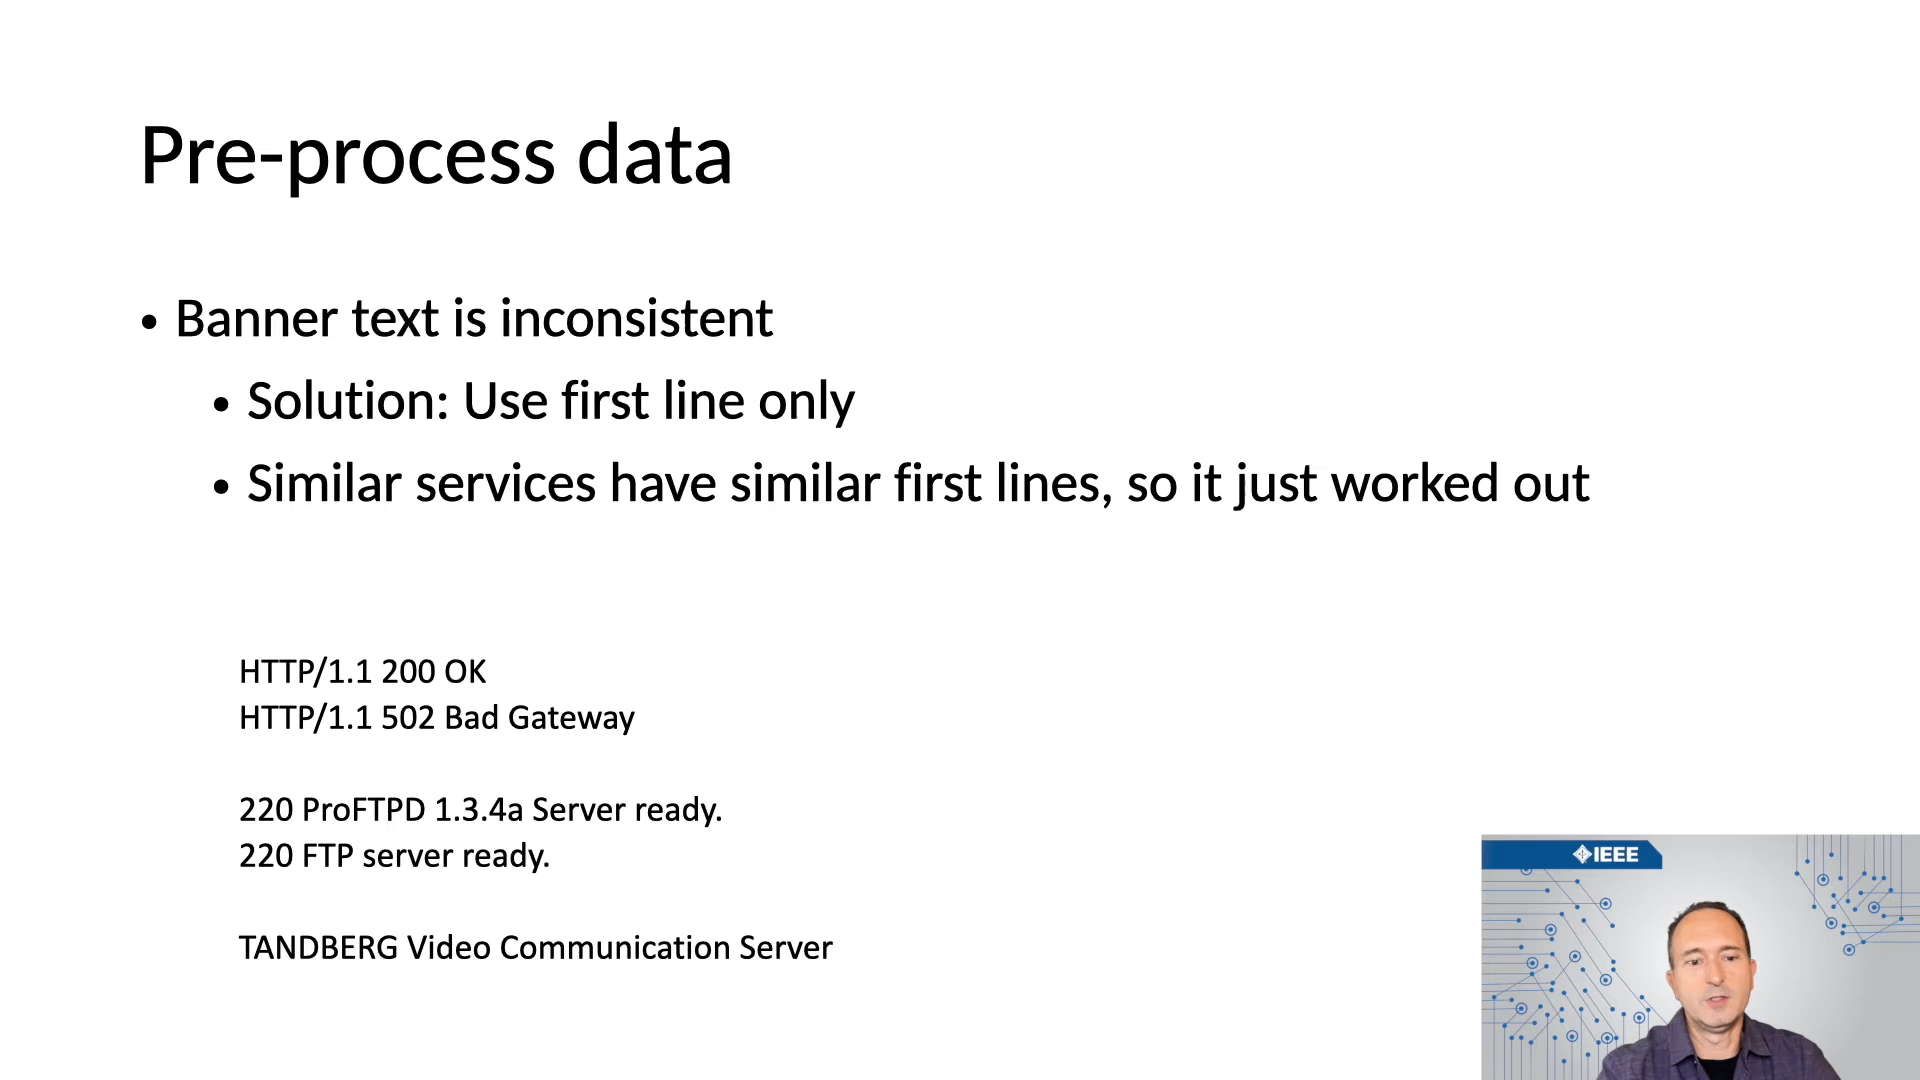 Pre-process data
• Banner text is inconsistent
• Solution: Use first line only
• Similar services have similar first lines, so it just worked out
HTTP/1.1 200 OK
HTTP/1.1 502 Bad Gateway
220 ProFTPD 1.3.4a Server ready.
220 FTP server ready.
TANDBERG Video Communication Server
IEEE